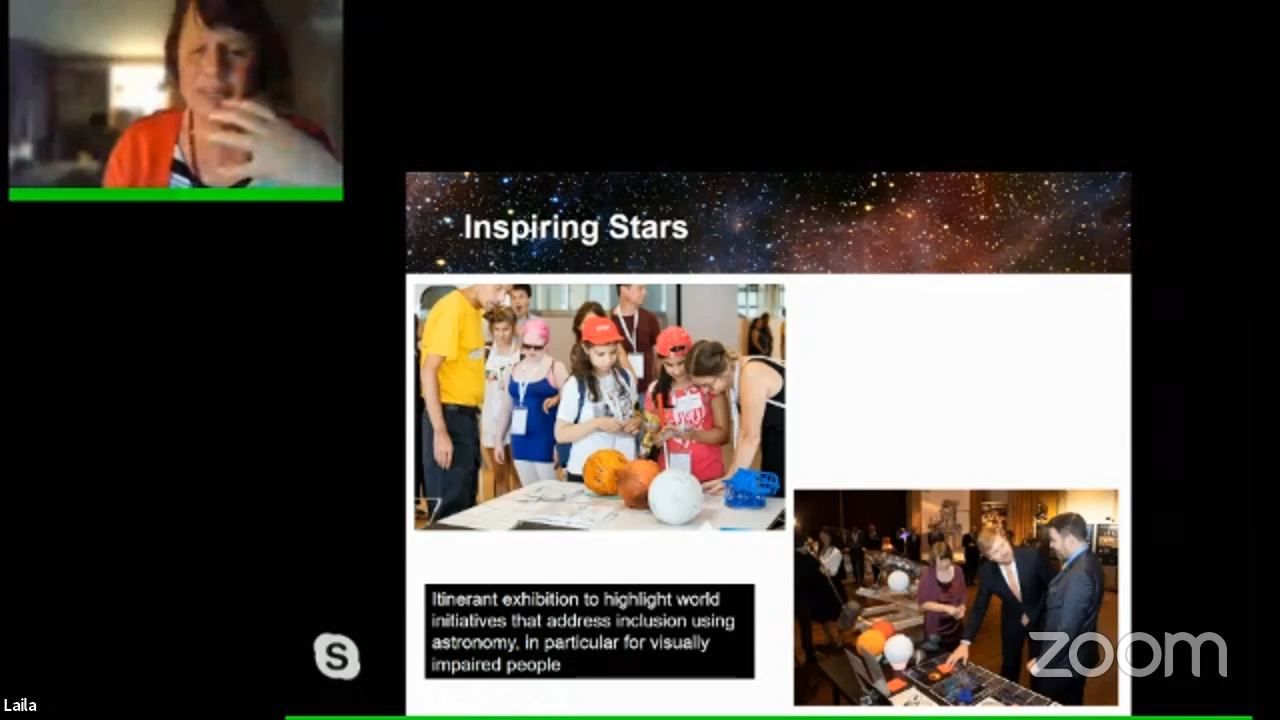 Inspiring Stars
Itinerant exhibition to highlight world
initiatives that address inclusion using
astronomy, in particular for visually
impaired people
S
zoom
Laila